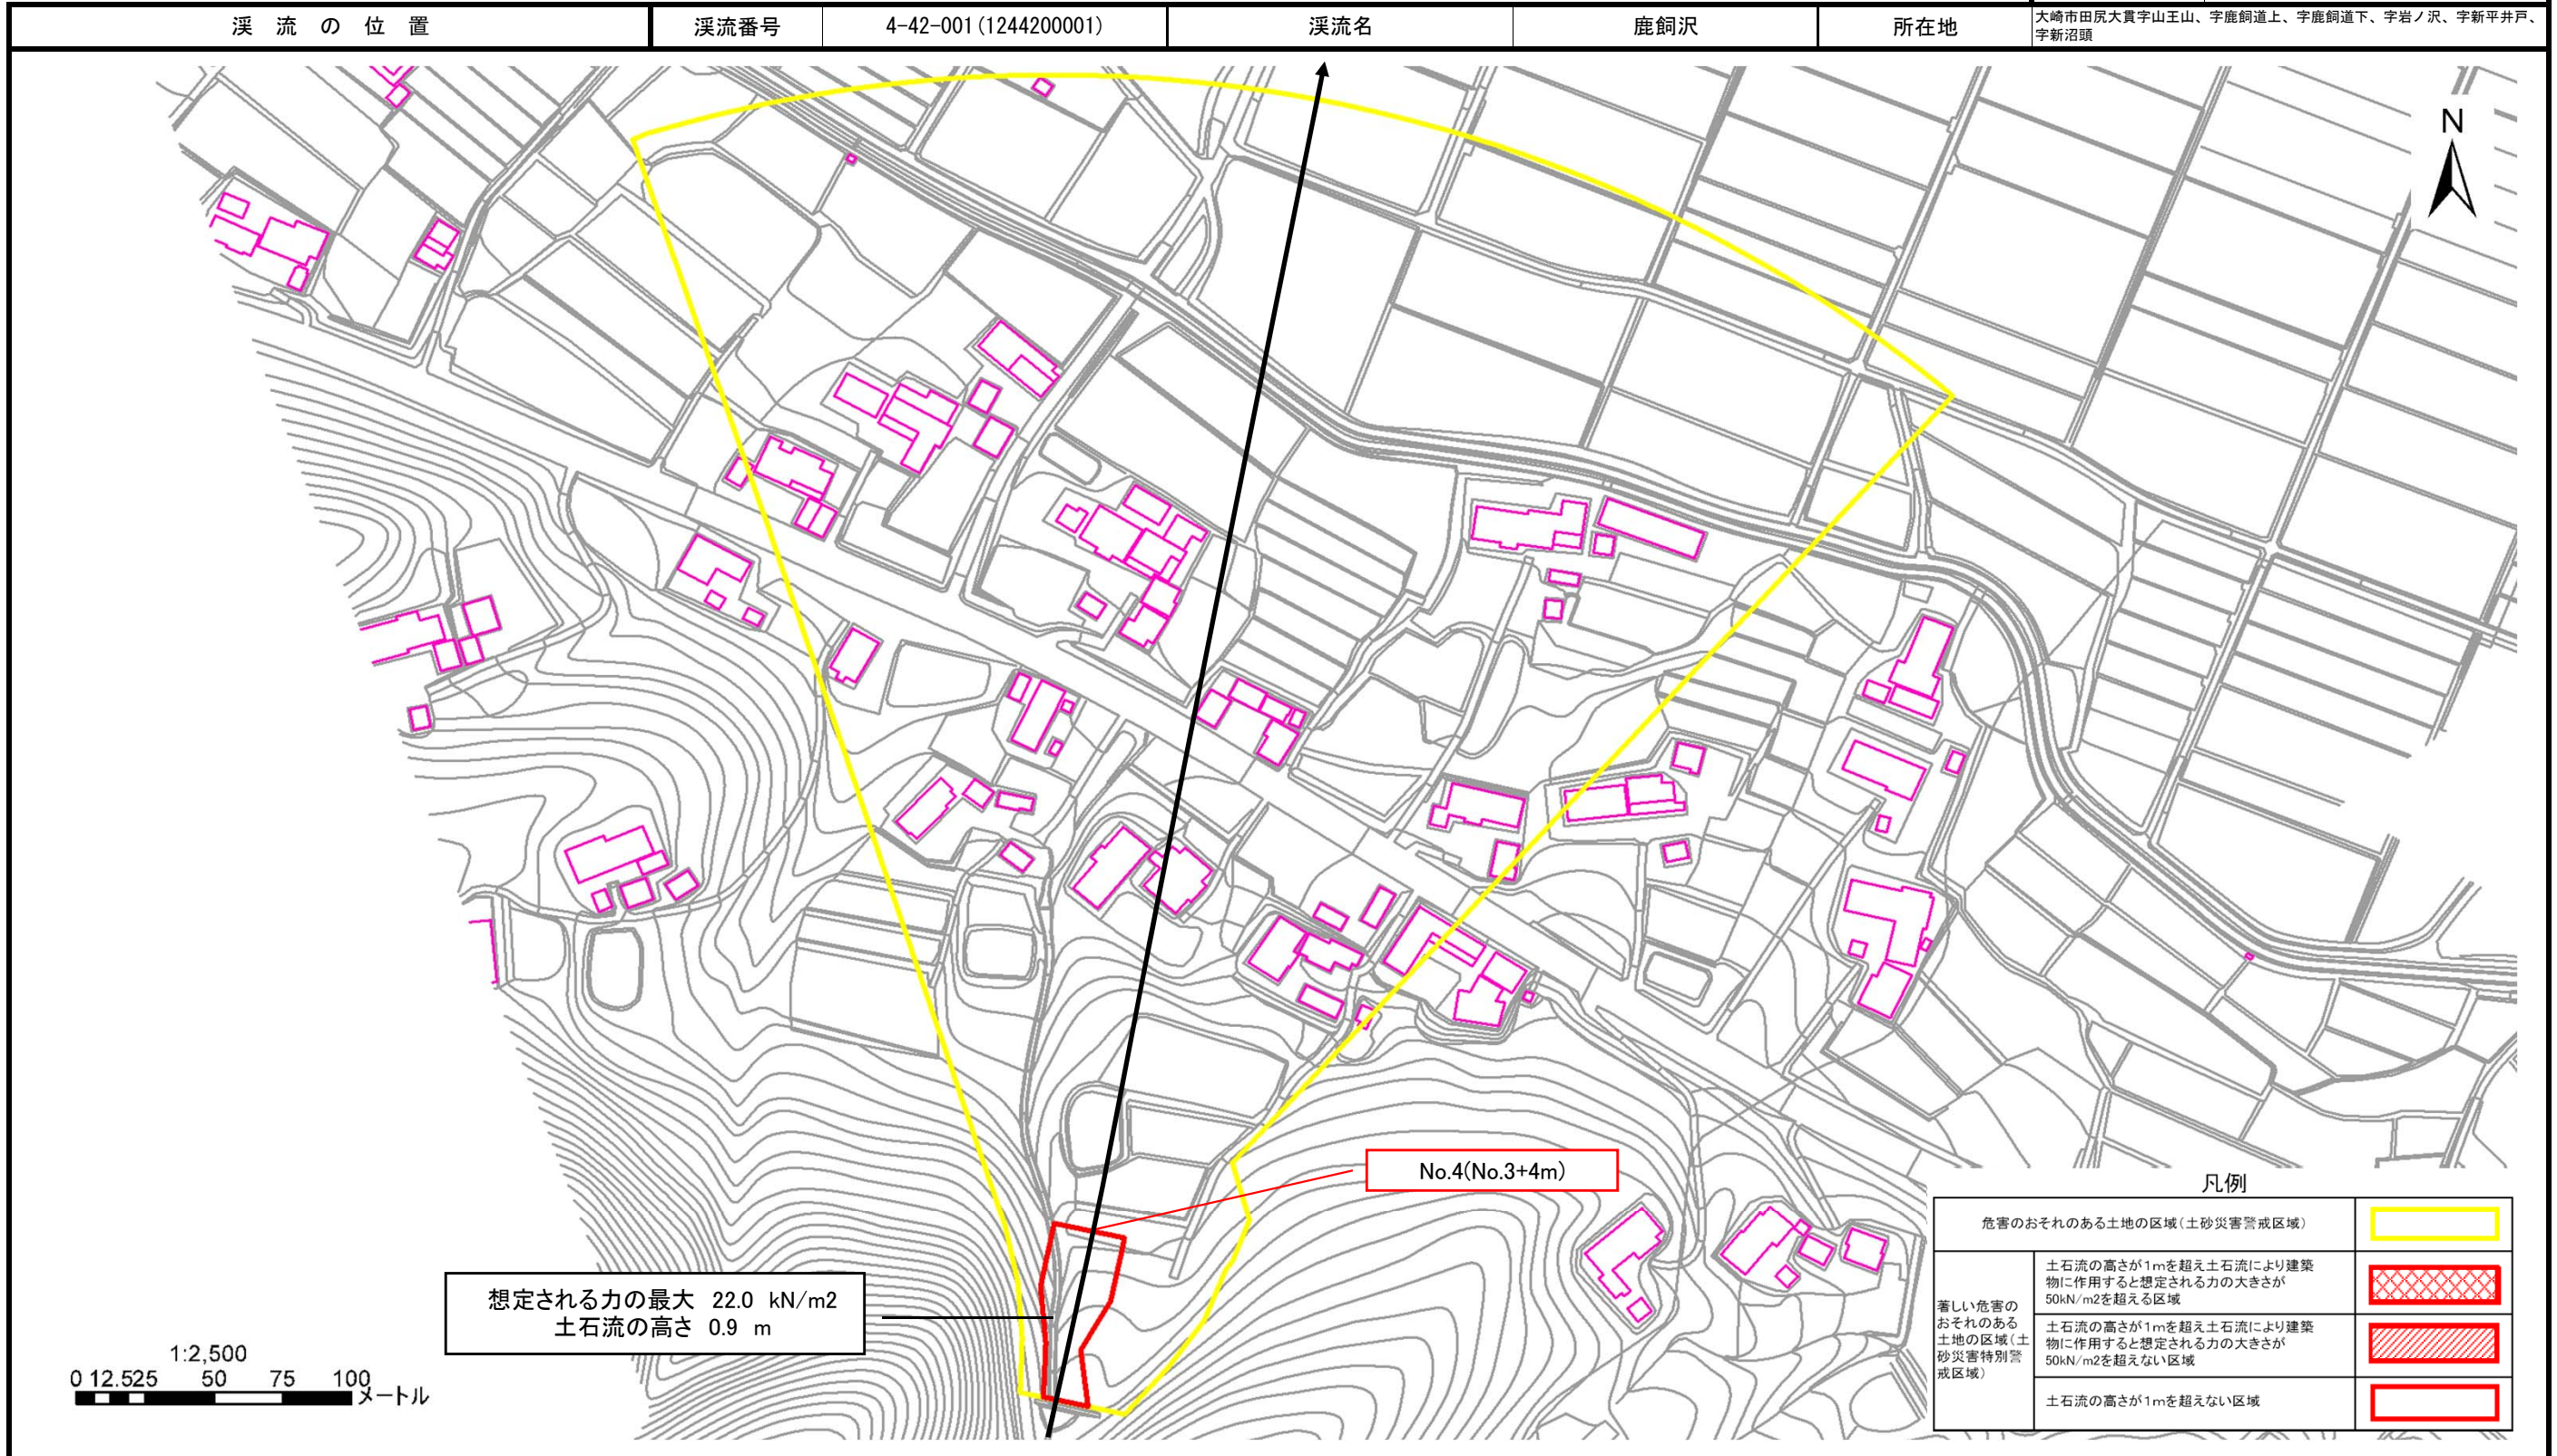 渓流の位置
渓流番号
4-42-001(1244200001)
渓流名
鹿飼沢
所在地
大崎市田尻大貫字山王山、字鹿飼道上、字鹿飼道下、字岩ノ沢、字新平井戸、
字新沼頭
N
No.4(No.3+4m)
想定される力の最大 22.0 kN/m2
土石流の高さ 0.9 m
1:2,500
0 12.525 50 75 100
メートル
凡例
危害のおそれのある土地の区域(土砂災害警戒区域)
著しい危害の
おそれのある
土地の区域(土
砂災害特別警
戒区域)
土石流の高さが1mを超え土石流により建築
物に作用すると想定される力の大きさが
50kN/m2を超える区域
土石流の高さが1mを超え土石流により建築
物に作用すると想定される力の大きさが
50kN/m2を超えない区域
土石流の高さが1mを超えない区域